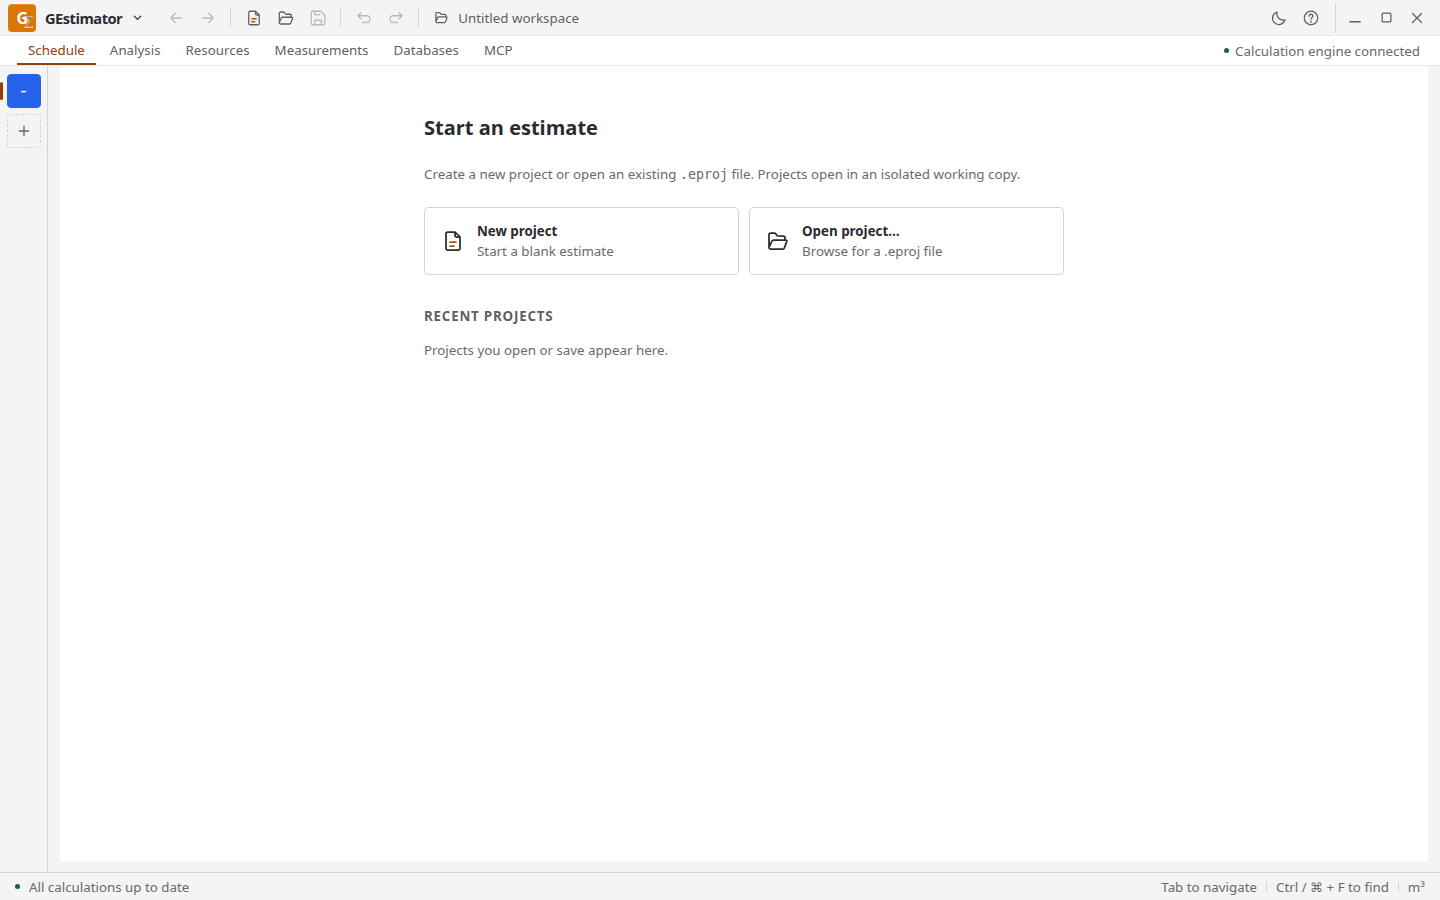 GEstimator
Untitled workspace
Schedule
Analysis
Resources
Measurements
Databases
MCP
Calculation engine connected
-
+
Start an estimate
Create a new project or open an existing .eproj file. Projects open in an isolated working copy.
New project
Start a blank estimate
Open project...
Browse for a .eproj file
RECENT PROJECTS
Projects you open or save appear here.
All calculations up to date
Tab to navigate
Ctrl / ⌘ + F to find
m³